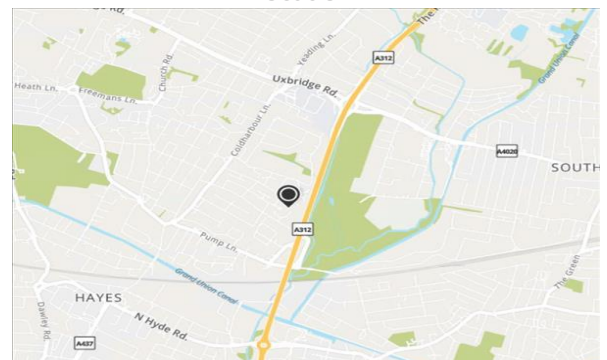 The
A312
Yeading Ln.
Church Rd.
Uxbridge Rd.
Grand Union Canal
Heath Ln.
Freemans Ln.
Coldharbour Ln.
A4020
SOUTH
A312
Pump Ln.
Grand Union Canal
The Green
HAYES
Dawley Rd.
N Hyde Rd.
A437